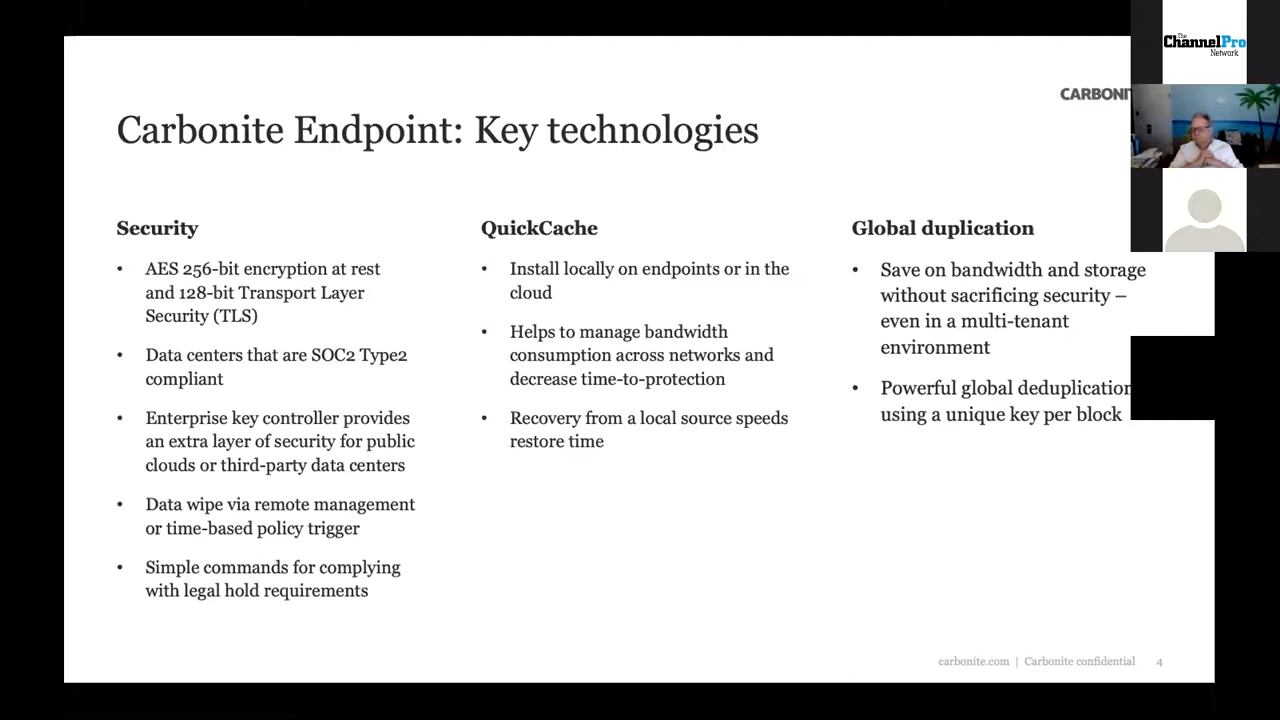 The
ChannelPro
Network
CARBONI
Carbonite Endpoint: Key technologies
Security
• AES 256-bit encryption at rest
and 128-bit Transport Layer
Security (TLS)
• Data centers that are SOC2 Type2
compliant
• Enterprise key controller provides
an extra layer of security for public
clouds or third-party data centers
• Data wipe via remote management
or time-based policy trigger
• Simple commands for complying
with legal hold requirements
QuickCache
• Install locally on endpoints or in the
cloud
• Helps to manage bandwidth
consumption across networks and
decrease time-to-protection
• Recovery from a local source speeds
restore time
Global duplication
• Save on bandwidth and storage
without sacrificing security –
even in a multi-tenant
environment
• Powerful global deduplication
using a unique key per block
carbonite.com | Carbonite confidential 4